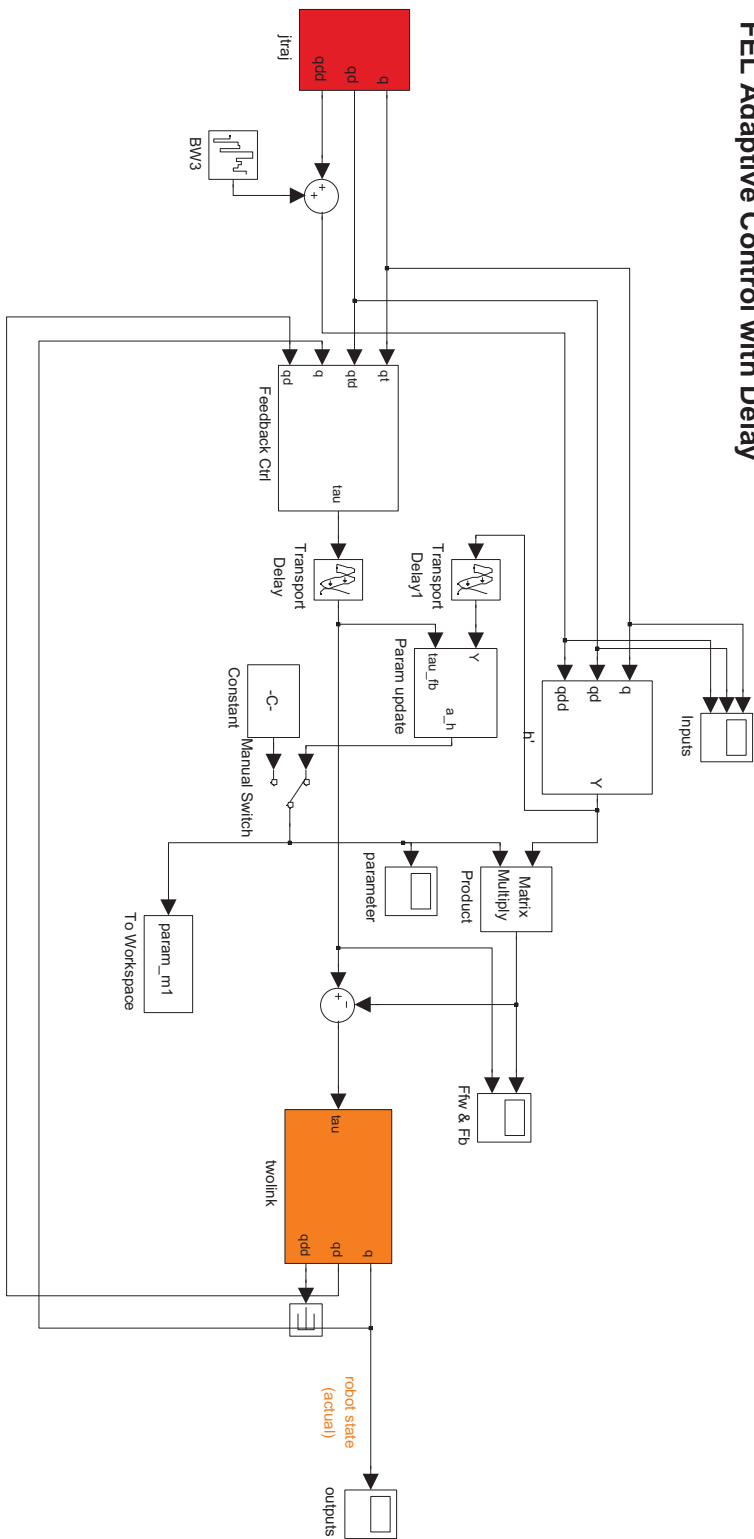 FEL Adaptive Control with Delay
jtraj
q
qd
qdd
BW3
qt
qtd
q
qd
tau
Feedback Ctrl
Transport
Delay
Transport
Delay1
Y
tau_fb
a_h
Param update
-C-
Constant
Manual Switch
q
qd
qdd
Y
h'
Inputs
Matrix
Multiply
Product
parameter
param_m1
To Workspace
Ffw & Fb
tau
q
qd
qdd
twolink
robot state
(actual)
outputs